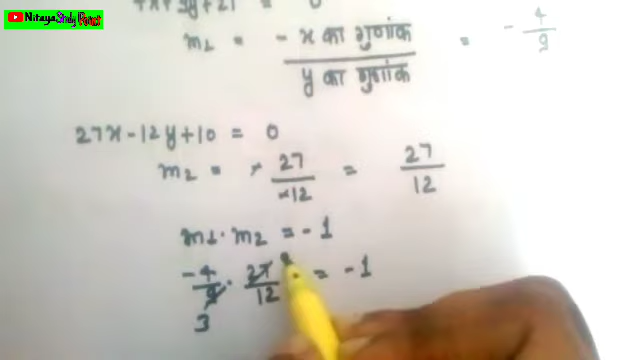 Nitaya Study Point
m₁ = - x का गुणांक / y का गुणांक = - 4/9
27x-12y+10 = 0
m₂ = - 27/-12 = 27/12
m₁. m₂ = -1
-4/9 . 27/12 = -1
3